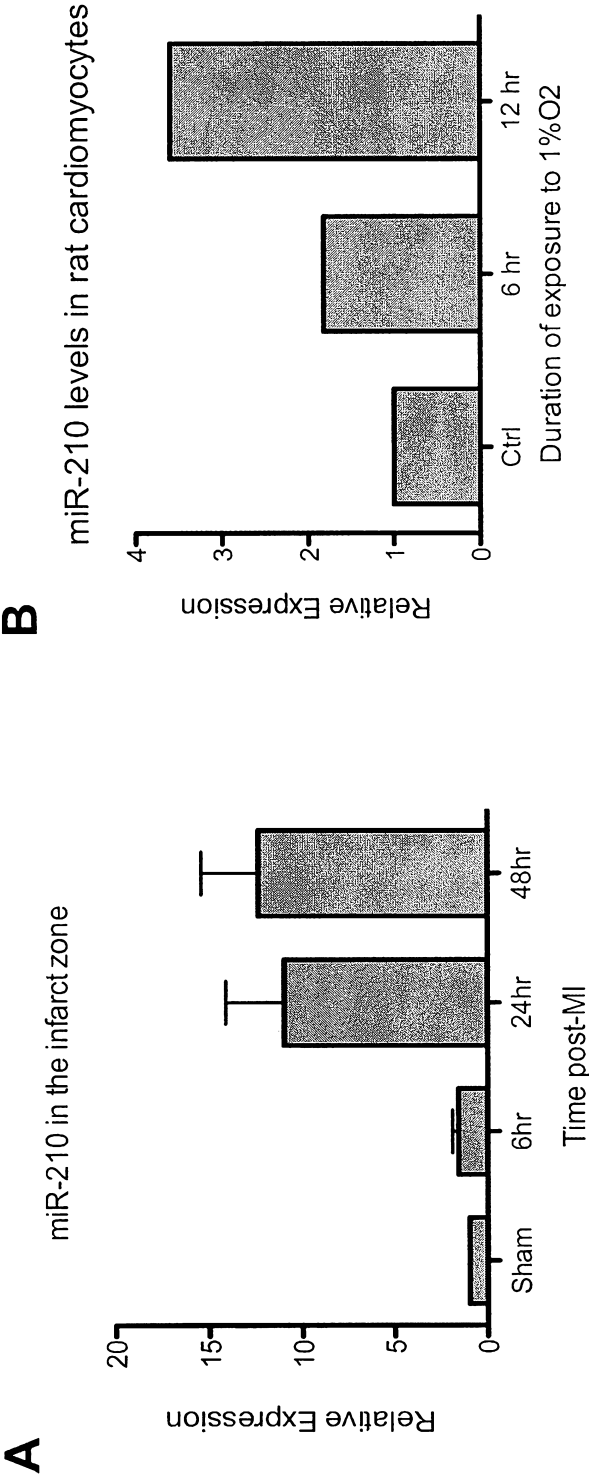 A
miR-210 in the infarct zone
Relative Expression
20
15
10
5
0
Sham 6hr 24hr 48hr
Time post-MI
B
miR-210 levels in rat cardiomyocytes
Relative Expression
4
3
2
1
0
Ctrl 6 hr 12 hr
Duration of exposure to 1%O2